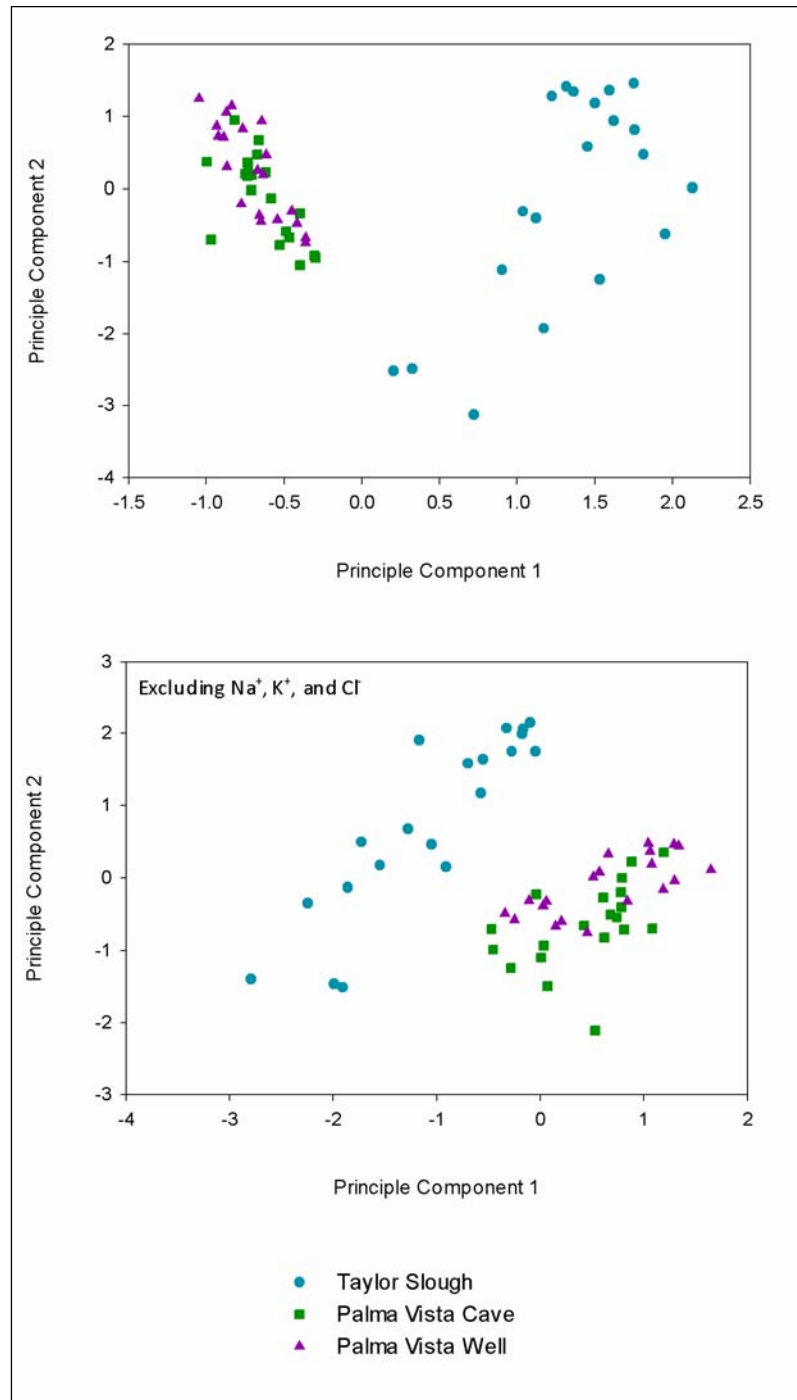 2
1
0
-1
-2
-3
-4
Principle Component 2
-1.5 -1.0 -0.5 0.0 0.5 1.0 1.5 2.0 2.5
Principle Component 1
Excluding Na⁺, K⁺, and Cl⁻
3
2
1
0
-1
-2
-3
Principle Component 2
-4 -3 -2 -1 0 1 2
Principle Component 1
Taylor Slough
Palma Vista Cave
Palma Vista Well